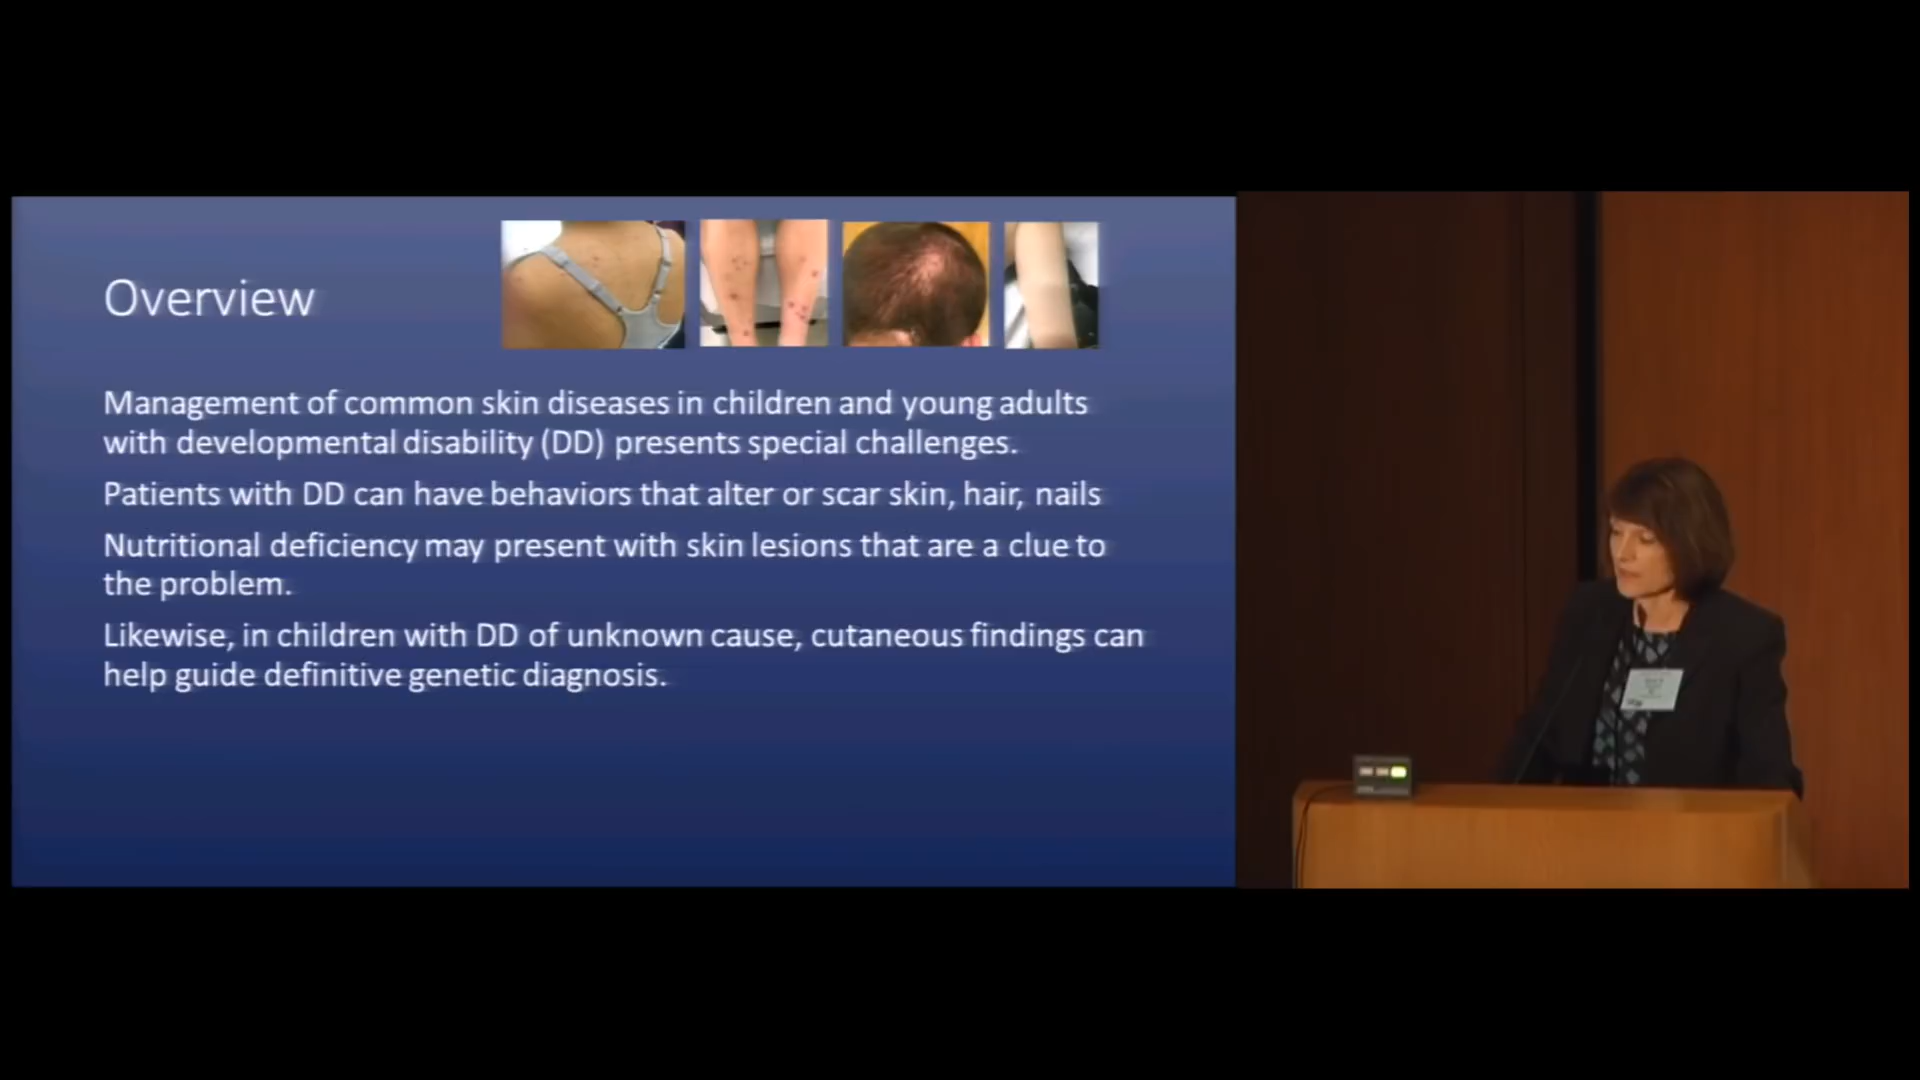 Overview
Management of common skin diseases in children and young adults
with developmental disability (DD) presents special challenges.
Patients with DD can have behaviors that alter or scar skin, hair, nails
Nutritional deficiency may present with skin lesions that are a clue to
the problem.
Likewise, in children with DD of unknown cause, cutaneous findings can
help guide definitive genetic diagnosis.